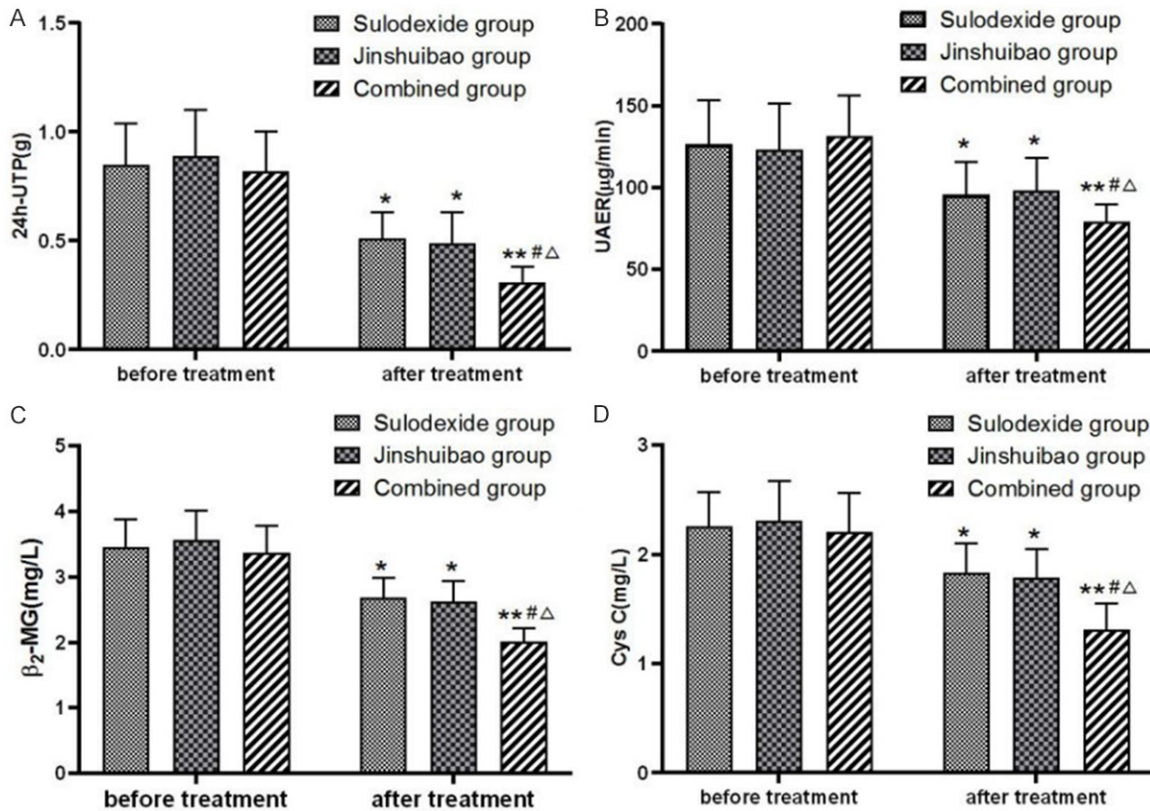 A
1.5
1.0
0.5
0.0
24h-UTP(g)
Sulodexide group
Jinshuibao group
Combined group
*
*
**#△
before treatment
after treatment
B
200
150
100
50
0
UAER(μg/min)
Sulodexide group
Jinshuibao group
Combined group
*
*
**#△
before treatment
after treatment
C
5
4
3
2
1
0
β₂-MG(mg/L)
Sulodexide group
Jinshuibao group
Combined group
*
*
**#△
before treatment
after treatment
D
3
2
1
0
Cys C(mg/L)
Sulodexide group
Jinshuibao group
Combined group
*
*
**#△
before treatment
after treatment